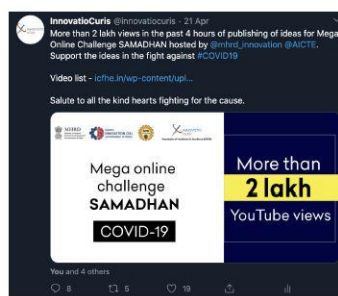 InnovatioCuris @innovatiocuris · 21 Apr
More than 2 lakh views in the past 4 hours of publishing of ideas for Mega
Online Challenge SAMADHAN hosted by @mhrd_innovation @AICTE.
Support the ideas in the fight against #COVID19
Video list - icfhe.in/wp-content/upl...
Salute to all the kind hearts fighting for the cause.
MHRD
Mega online
challenge
SAMADHAN
COVID-19
More than
2 lakh
YouTube views
You and 4 others
8
5
19